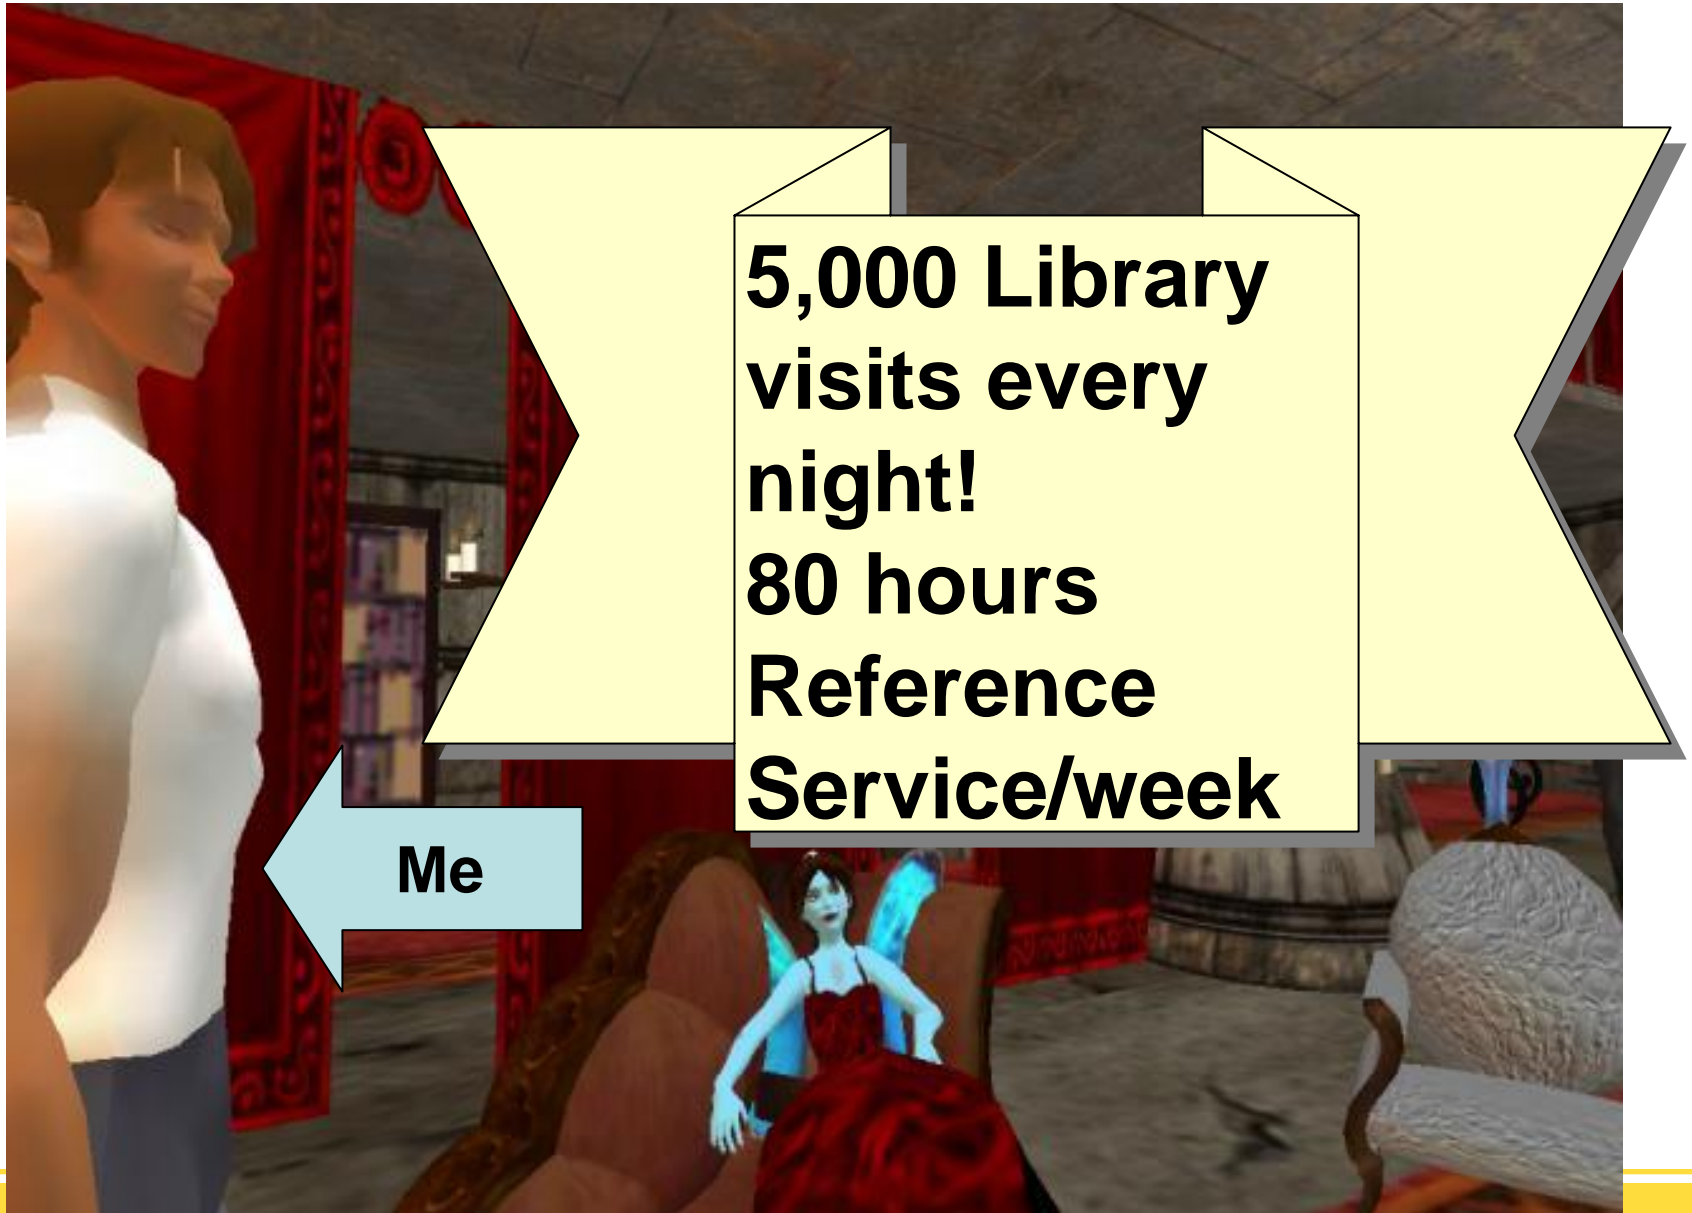 5,000 Library
visits every
night!
80 hours
Reference
Service/week
Me